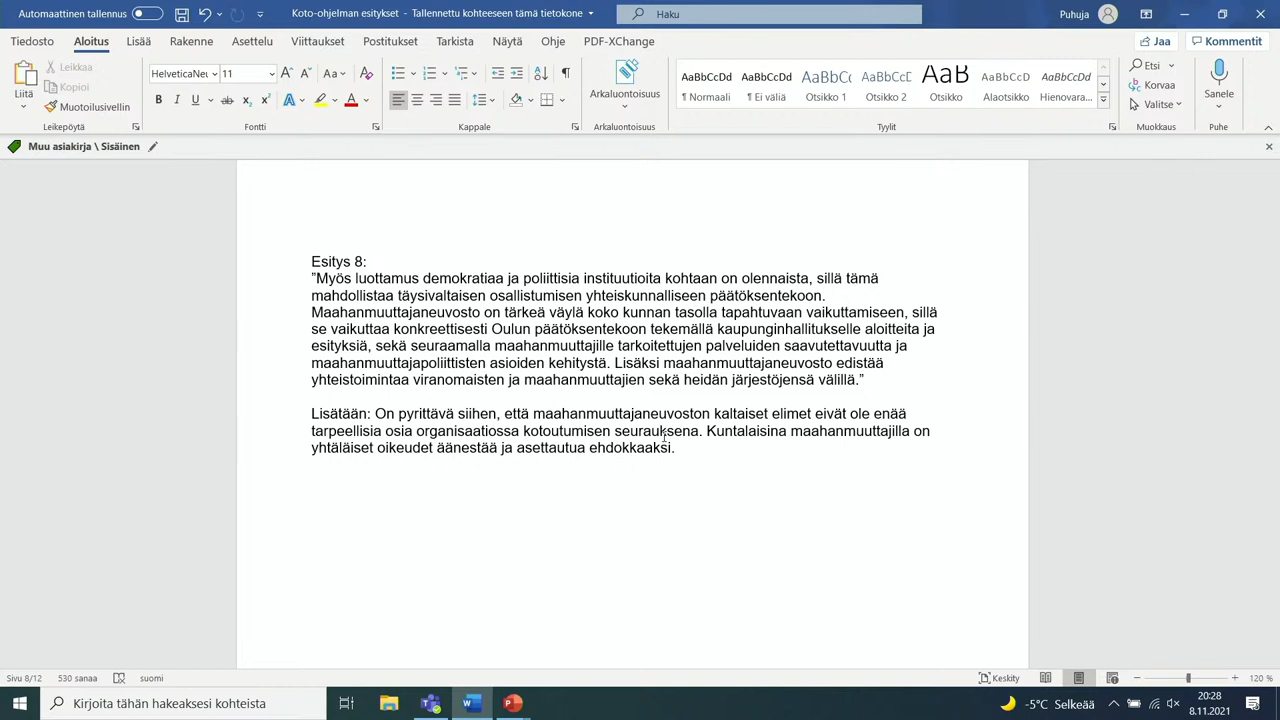 Automaattinen tallennus
Koto-ohjelman esitykset - Tallennettu kohteeseen tämä tietokone
Haku
Puhuja
Tiedosto Aloitus Lisää Rakenne Asettelu Viittaukset Postitukset Tarkista Näytä Ohje PDF-XChange
Jaa Kommentit
Liitä
Leikkaa
Kopioi
Muotoilusivellin
Leikepöytä
HelveticaNeu 11
Fontti
Kappale
Arkaluontoisuus
Arkaluontoisuus
AaBbCcDd AaBbCcDd AaBbCc AaBbCcD AaB AaBbCcDd AaBbCcDd
¶ Normaali ¶ Ei väliä Otsikko 1 Otsikko 2 Otsikko Alaotsikko Hienovara...
Tyylit
Etsi
Korvaa
Valitse
Muokkaus
Sanele
Puhe
Muu asiakirja \ Sisäinen
Esitys 8:
”Myös luottamus demokratiaa ja poliittisia instituutioita kohtaan on olennaista, sillä tämä
mahdollistaa täysivaltaisen osallistumisen yhteiskunnalliseen päätöksentekoon.
Maahanmuuttajaneuvosto on tärkeä väylä koko kunnan tasolla tapahtuvaan vaikuttamiseen, sillä
se vaikuttaa konkreettisesti Oulun päätöksentekoon tekemällä kaupunginhallitukselle aloitteita ja
esityksiä, sekä seuraamalla maahanmuuttajille tarkoitettujen palveluiden saavutettavuutta ja
maahanmuuttajapoliittisten asioiden kehitystä. Lisäksi maahanmuuttajaneuvosto edistää
yhteistoimintaa viranomaisten ja maahanmuuttajien sekä heidän järjestöjensä välillä.”
Lisätään: On pyrittävä siihen, että maahanmuuttajaneuvoston kaltaiset elimet eivät ole enää
tarpeellisia osia organisaatiossa kotoutumisen seurauksena. Kuntalaisina maahanmuuttajilla on
yhtäläiset oikeudet äänestää ja asettautua ehdokkaaksi.
Sivu 8/12 530 sanaa suomi
Keskity
120 %
Kirjoita tähän hakeaksesi kohteista
-5°C Selkeää
20:28
8.11.2021